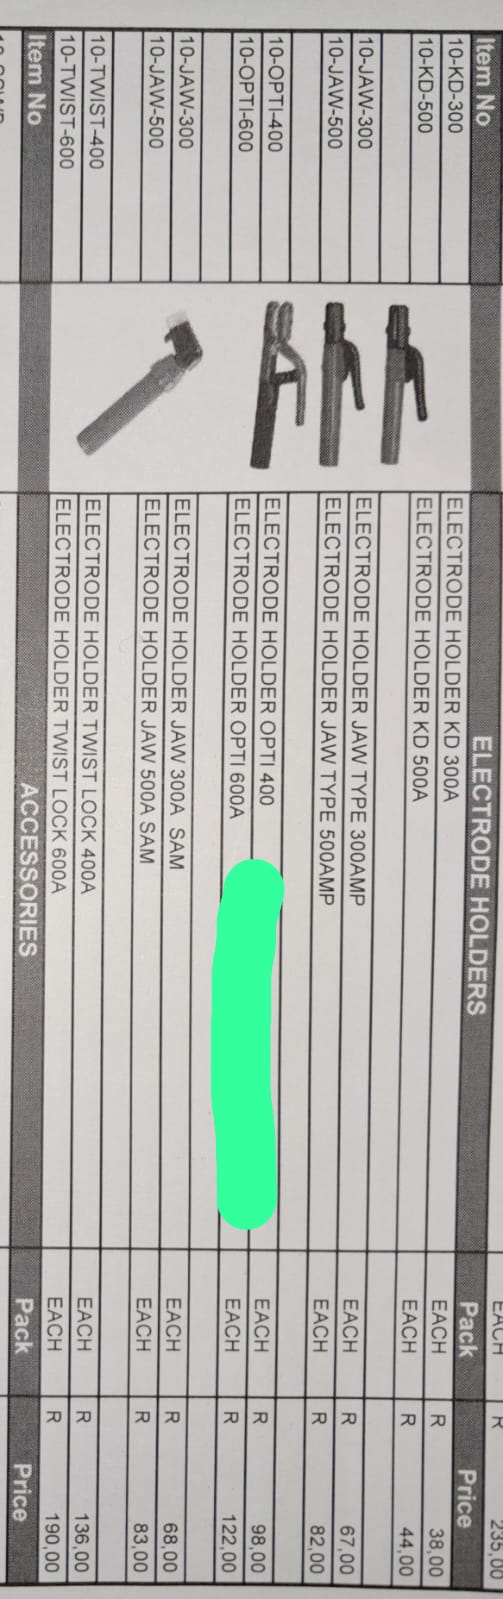 EACH R 235,00
Item No ELECTRODE HOLDERS Pack Price
10-KD-300 ELECTRODE HOLDER KD 300A EACH R 38,00
10-KD-500 ELECTRODE HOLDER KD 500A EACH R 44,00
10-JAW-300 ELECTRODE HOLDER JAW TYPE 300AMP EACH R 67,00
10-JAW-500 ELECTRODE HOLDER JAW TYPE 500AMP EACH R 82,00
10-OPTI-400 ELECTRODE HOLDER OPTI 400 EACH R 98,00
10-OPTI-600 ELECTRODE HOLDER OPTI 600A EACH R 122,00
10-JAW-300 ELECTRODE HOLDER JAW 300A SAM EACH R 68,00
10-JAW-500 ELECTRODE HOLDER JAW 500A SAM EACH R 83,00
10-TWIST-400 ELECTRODE HOLDER TWIST LOCK 400A EACH R 136,00
10-TWIST-600 ELECTRODE HOLDER TWIST LOCK 600A EACH R 190,00
Item No ACCESSORIES Pack Price